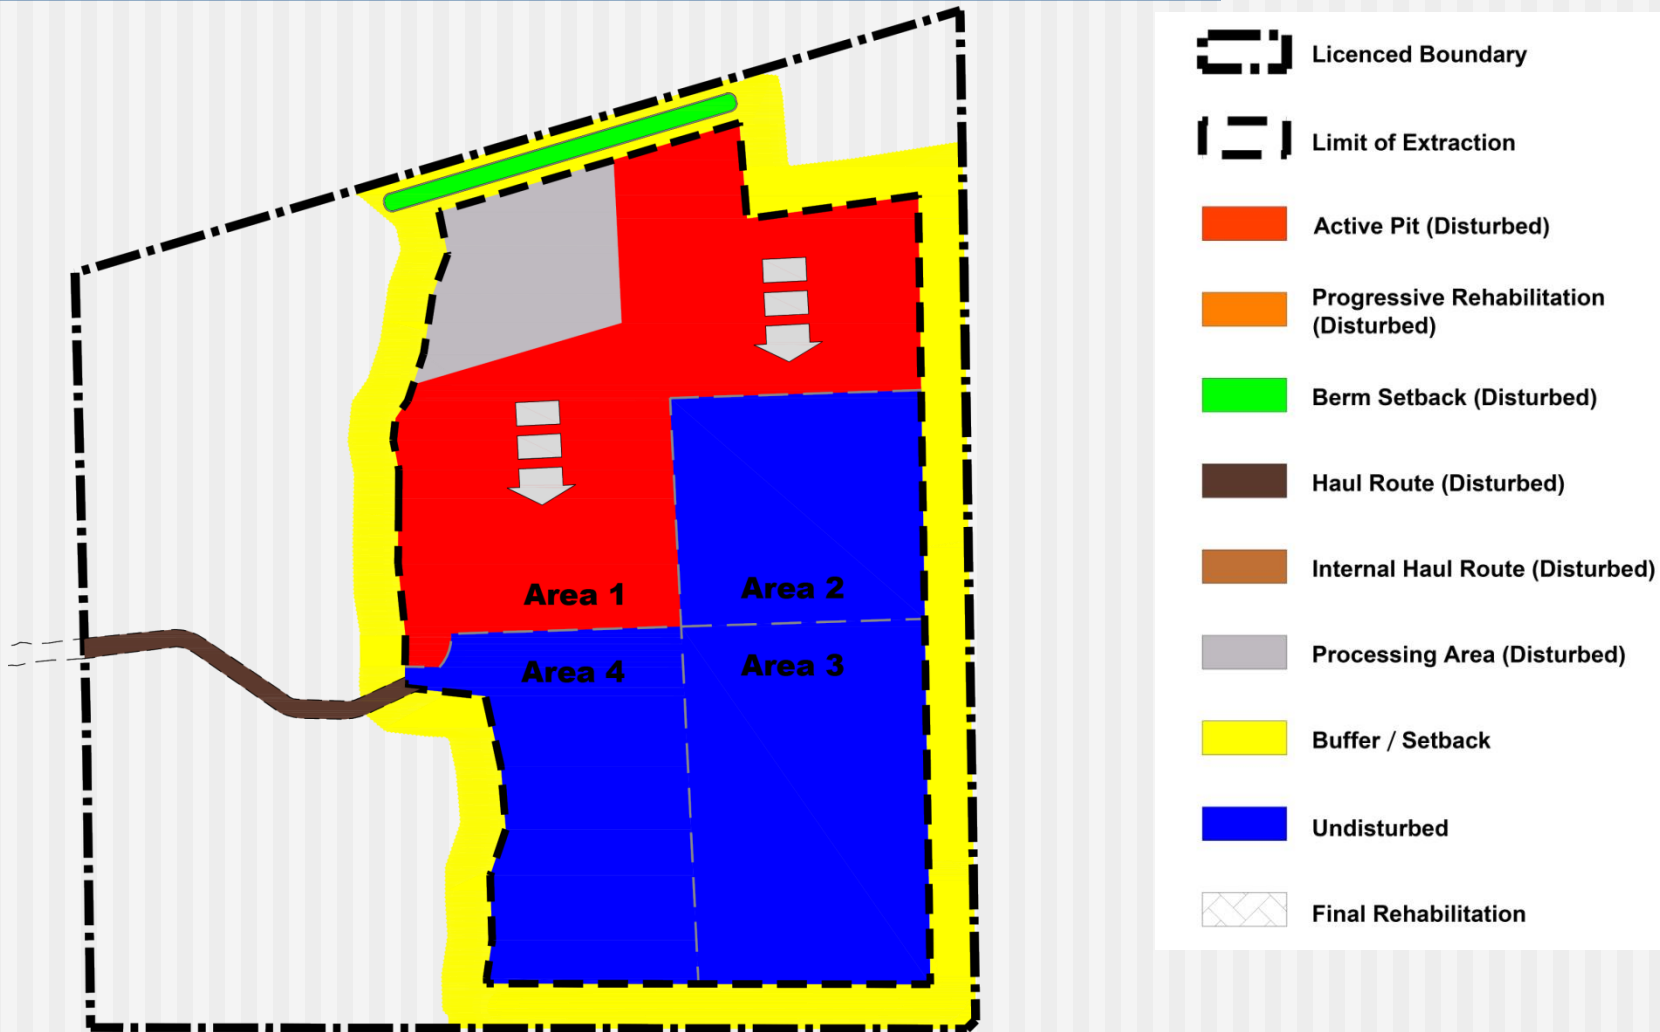 Licenced Boundary
Limit of Extraction
Active Pit (Disturbed)
Progressive Rehabilitation
(Disturbed)
Berm Setback (Disturbed)
Haul Route (Disturbed)
Internal Haul Route (Disturbed)
Processing Area (Disturbed)
Buffer / Setback
Undisturbed
Final Rehabilitation
Area 1
Area 2
Area 4
Area 3